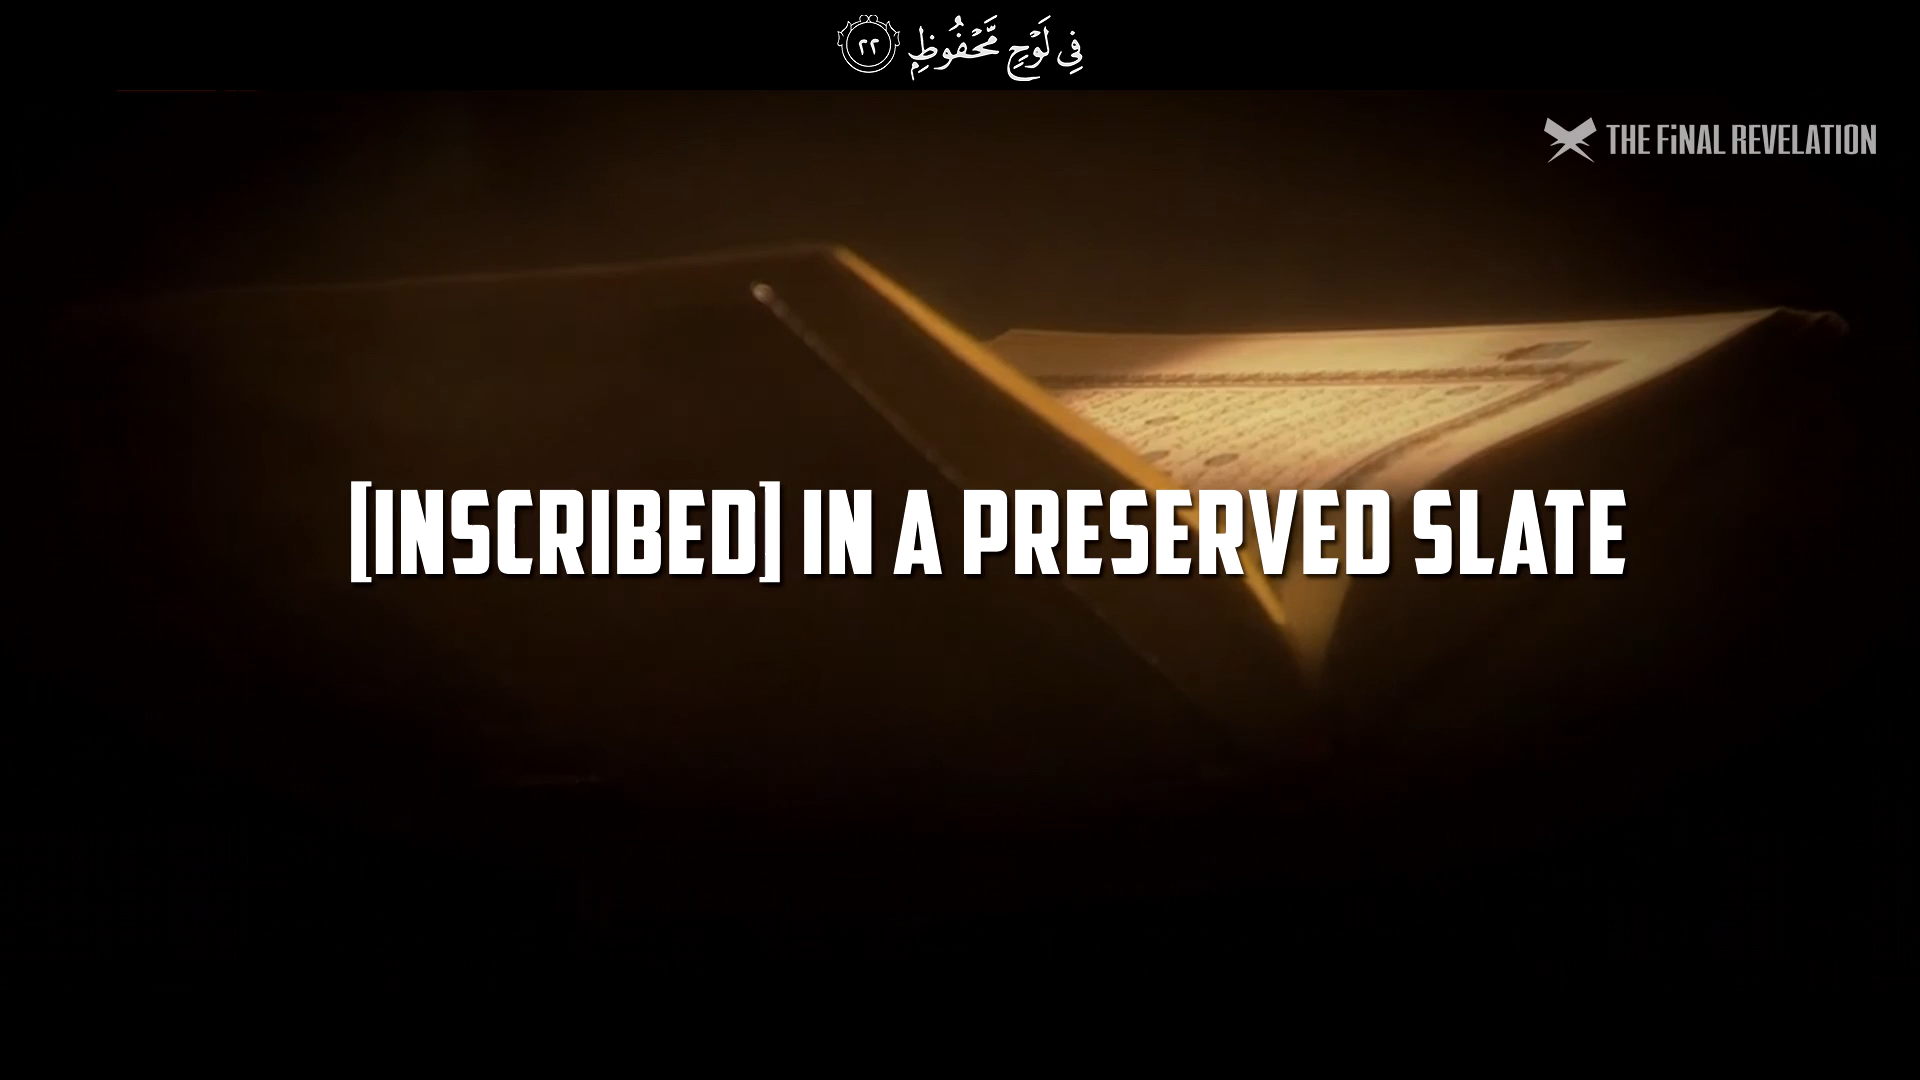 فِي لَوْحٍ مَّحْفُوظٍۭ ٢٢
THE FiNAL REVELATION
[INSCRIBED] IN A PRESERVED SLATE